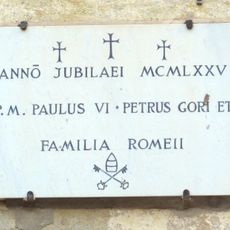 ANNŌ JUBILAEI MCMLXXV
P.M. PAULUS VI • PETRUS GORI ET
FAMILIA ROMEII